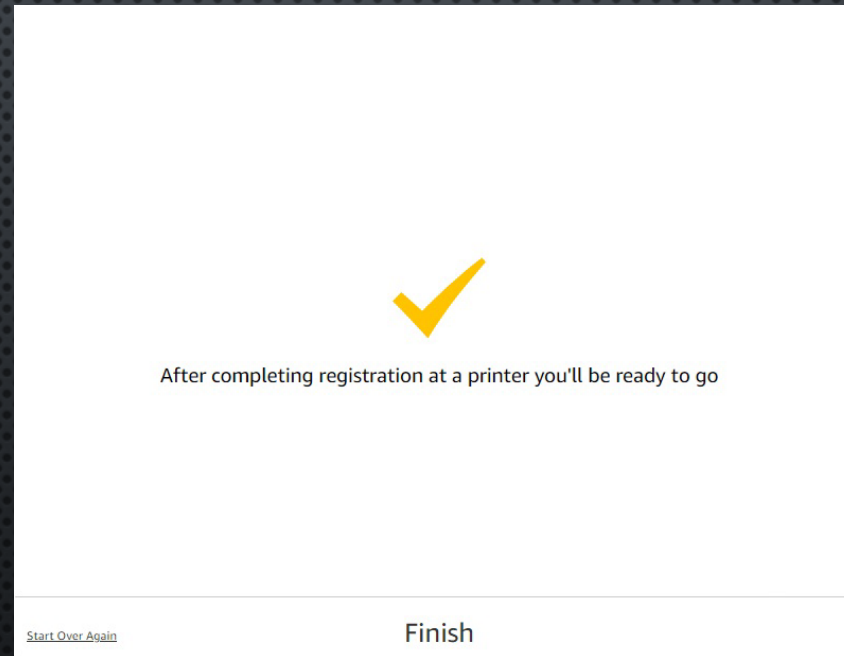 After completing registration at a printer you'll be ready to go
Start Over Again
Finish